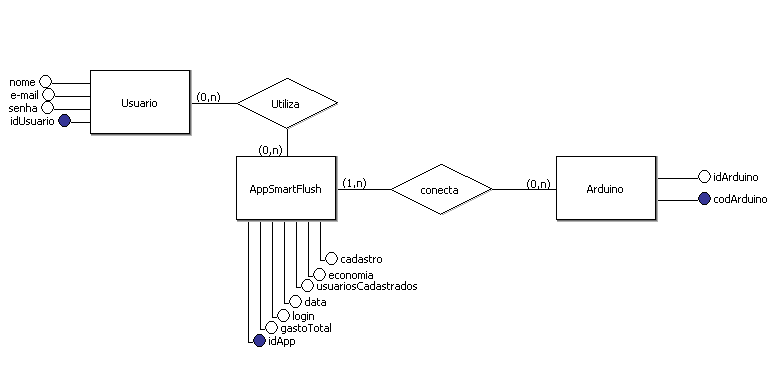 nome
e-mail
senha
idUsuario
Usuario
(0,n)
Utiliza
(0,n)
AppSmartFlush
(1,n)
conecta
(0,n)
Arduino
idArduino
codArduino
cadastro
economia
usuariosCadastrados
data
login
gastoTotal
idApp